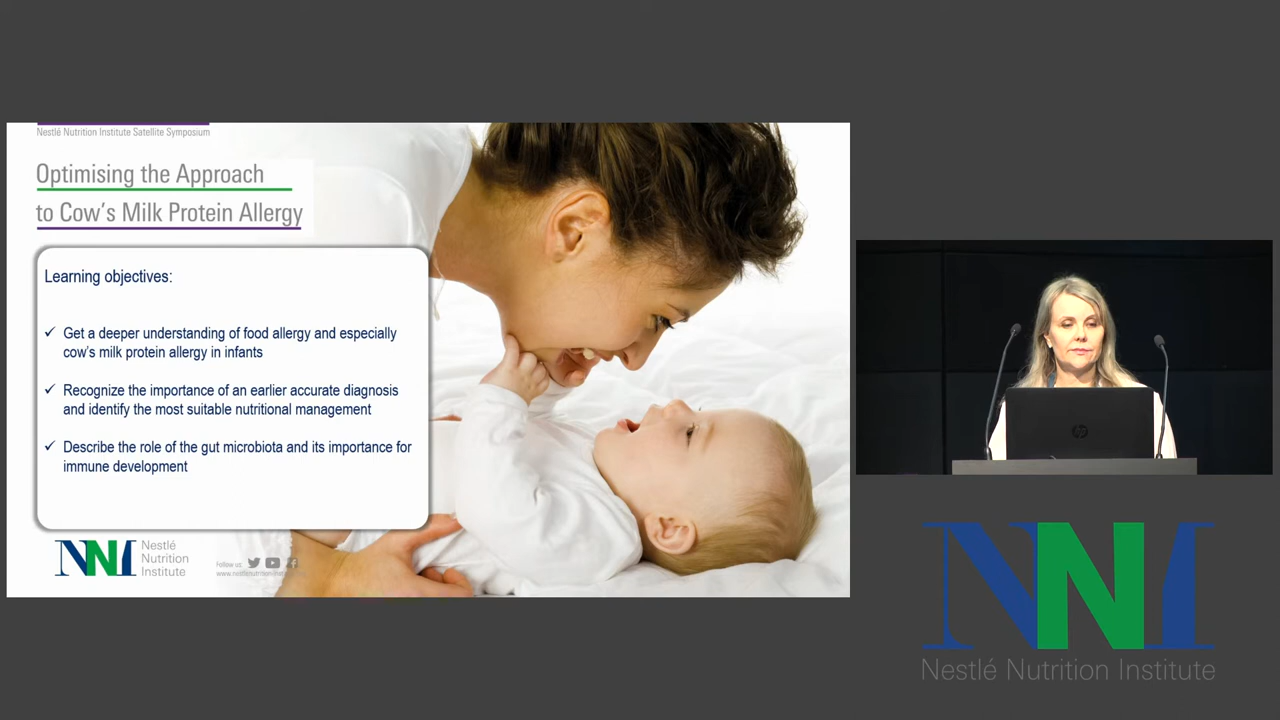 Nestlé Nutrition Institute Satellite Symposium
Optimising the Approach
to Cow's Milk Protein Allergy
Learning objectives:
✓ Get a deeper understanding of food allergy and especially
cow's milk protein allergy in infants
✓ Recognize the importance of an earlier accurate diagnosis
and identify the most suitable nutritional management
✓ Describe the role of the gut microbiota and its importance for
immune development
NNI
Nestlé
Nutrition
Institute
Follow us
hp
NNI
Nestlé Nutrition Institute